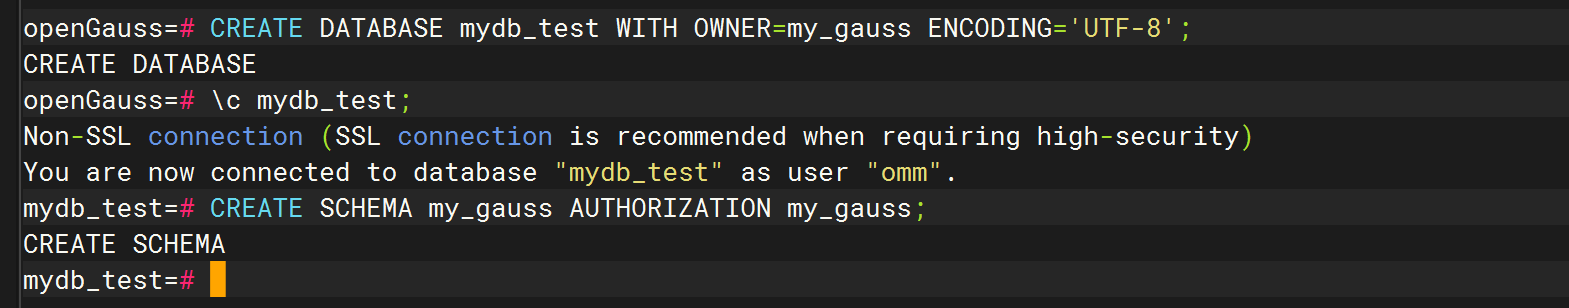 openGauss=# CREATE DATABASE mydb_test WITH OWNER=my_gauss ENCODING='UTF-8';
CREATE DATABASE
openGauss=# \c mydb_test;
Non-SSL connection (SSL connection is recommended when requiring high-security)
You are now connected to database "mydb_test" as user "omm".
mydb_test=# CREATE SCHEMA my_gauss AUTHORIZATION my_gauss;
CREATE SCHEMA
mydb_test=#